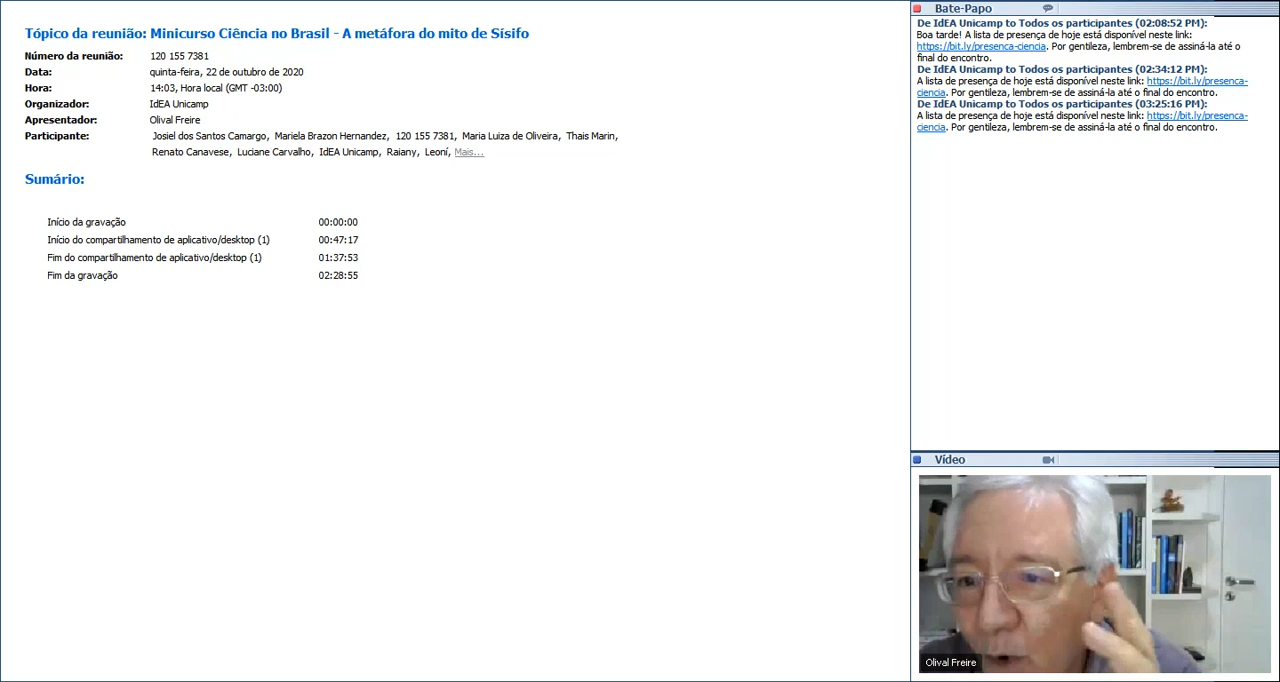 Tópico da reunião: Minicurso Ciência no Brasil - A metáfora do mito de Sísifo
Número da reunião: 120 155 7381
Data: quinta-feira, 22 de outubro de 2020
Hora: 14:03, Hora local (GMT -03:00)
Organizador: IdEA Unicamp
Apresentador: Olival Freire
Participante: Josiel dos Santos Camargo, Mariela Brazon Hernandez, 120 155 7381, Maria Luiza de Oliveira, Thais Marin,
Renato Canavese, Luciane Carvalho, IdEA Unicamp, Raiany, Leoní, Mais...
Sumário:
Início da gravação 00:00:00
Início do compartilhamento de aplicativo/desktop (1) 00:47:17
Fim do compartilhamento de aplicativo/desktop (1) 01:37:53
Fim da gravação 02:28:55
Bate-Papo
De IdEA Unicamp to Todos os participantes (02:08:52 PM):
Boa tarde! A lista de presença de hoje está disponível neste link:
https://bit.ly/presenca-ciencia. Por gentileza, lembrem-se de assiná-la até o
final do encontro.
De IdEA Unicamp to Todos os participantes (02:34:12 PM):
A lista de presença de hoje está disponível neste link: https://bit.ly/presenca-
ciencia. Por gentileza, lembrem-se de assiná-la até o final do encontro.
De IdEA Unicamp to Todos os participantes (03:25:16 PM):
A lista de presença de hoje está disponível neste link: https://bit.ly/presenca-
ciencia. Por gentileza, lembrem-se de assiná-la até o final do encontro.
Vídeo
Olival Freire